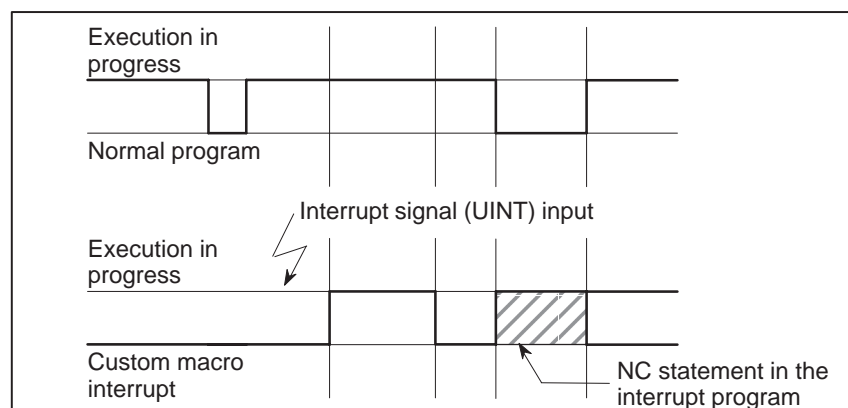 Execution in
progress
Normal program
Interrupt signal (UINT) input
Execution in
progress
Custom macro
interrupt
NC statement in the
interrupt program